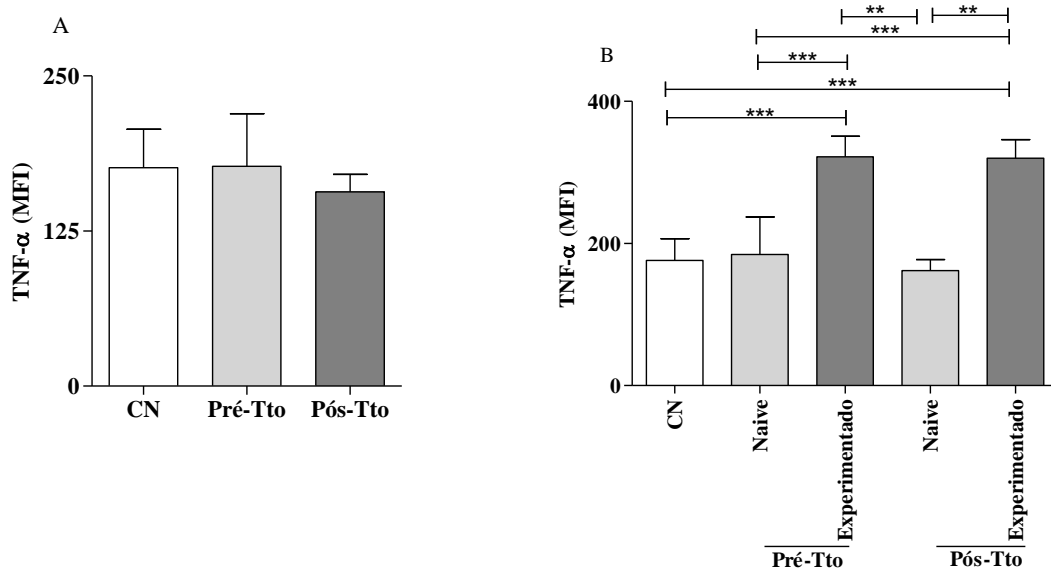 A
250
125
0
TNF-α (MFI)
CN
Pré-Tto
Pós-Tto
B
**
**
***
***
***
***
400
200
0
TNF-α (MFI)
CN
Naive
Experimentado
Naive
Experimentado
Pré-Tto
Pós-Tto